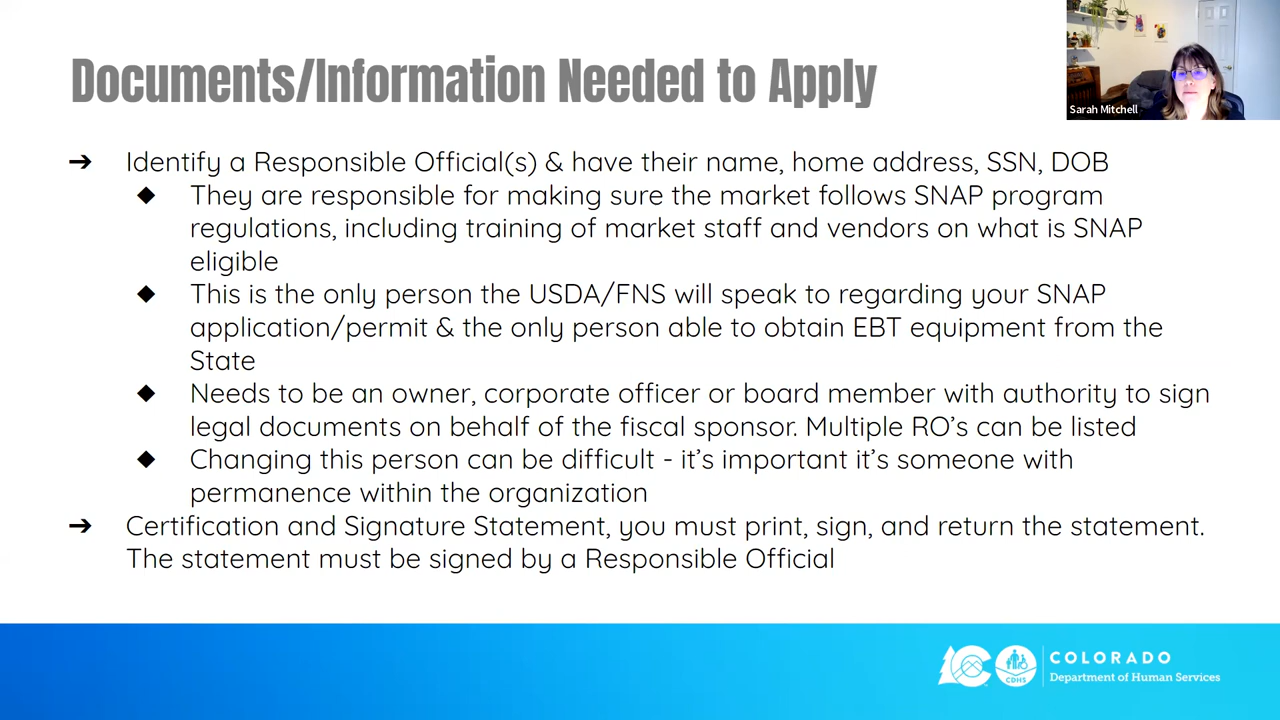 Documents/Information Needed to Apply
Sarah Mitchell
➔ Identify a Responsible Official(s) & have their name, home address, SSN, DOB
◆ They are responsible for making sure the market follows SNAP program
regulations, including training of market staff and vendors on what is SNAP
eligible
◆ This is the only person the USDA/FNS will speak to regarding your SNAP
application/permit & the only person able to obtain EBT equipment from the
State
◆ Needs to be an owner, corporate officer or board member with authority to sign
legal documents on behalf of the fiscal sponsor. Multiple RO’s can be listed
◆ Changing this person can be difficult - it’s important it’s someone with
permanence within the organization
➔ Certification and Signature Statement, you must print, sign, and return the statement.
The statement must be signed by a Responsible Official
CDHS
COLORADO
Department of Human Services